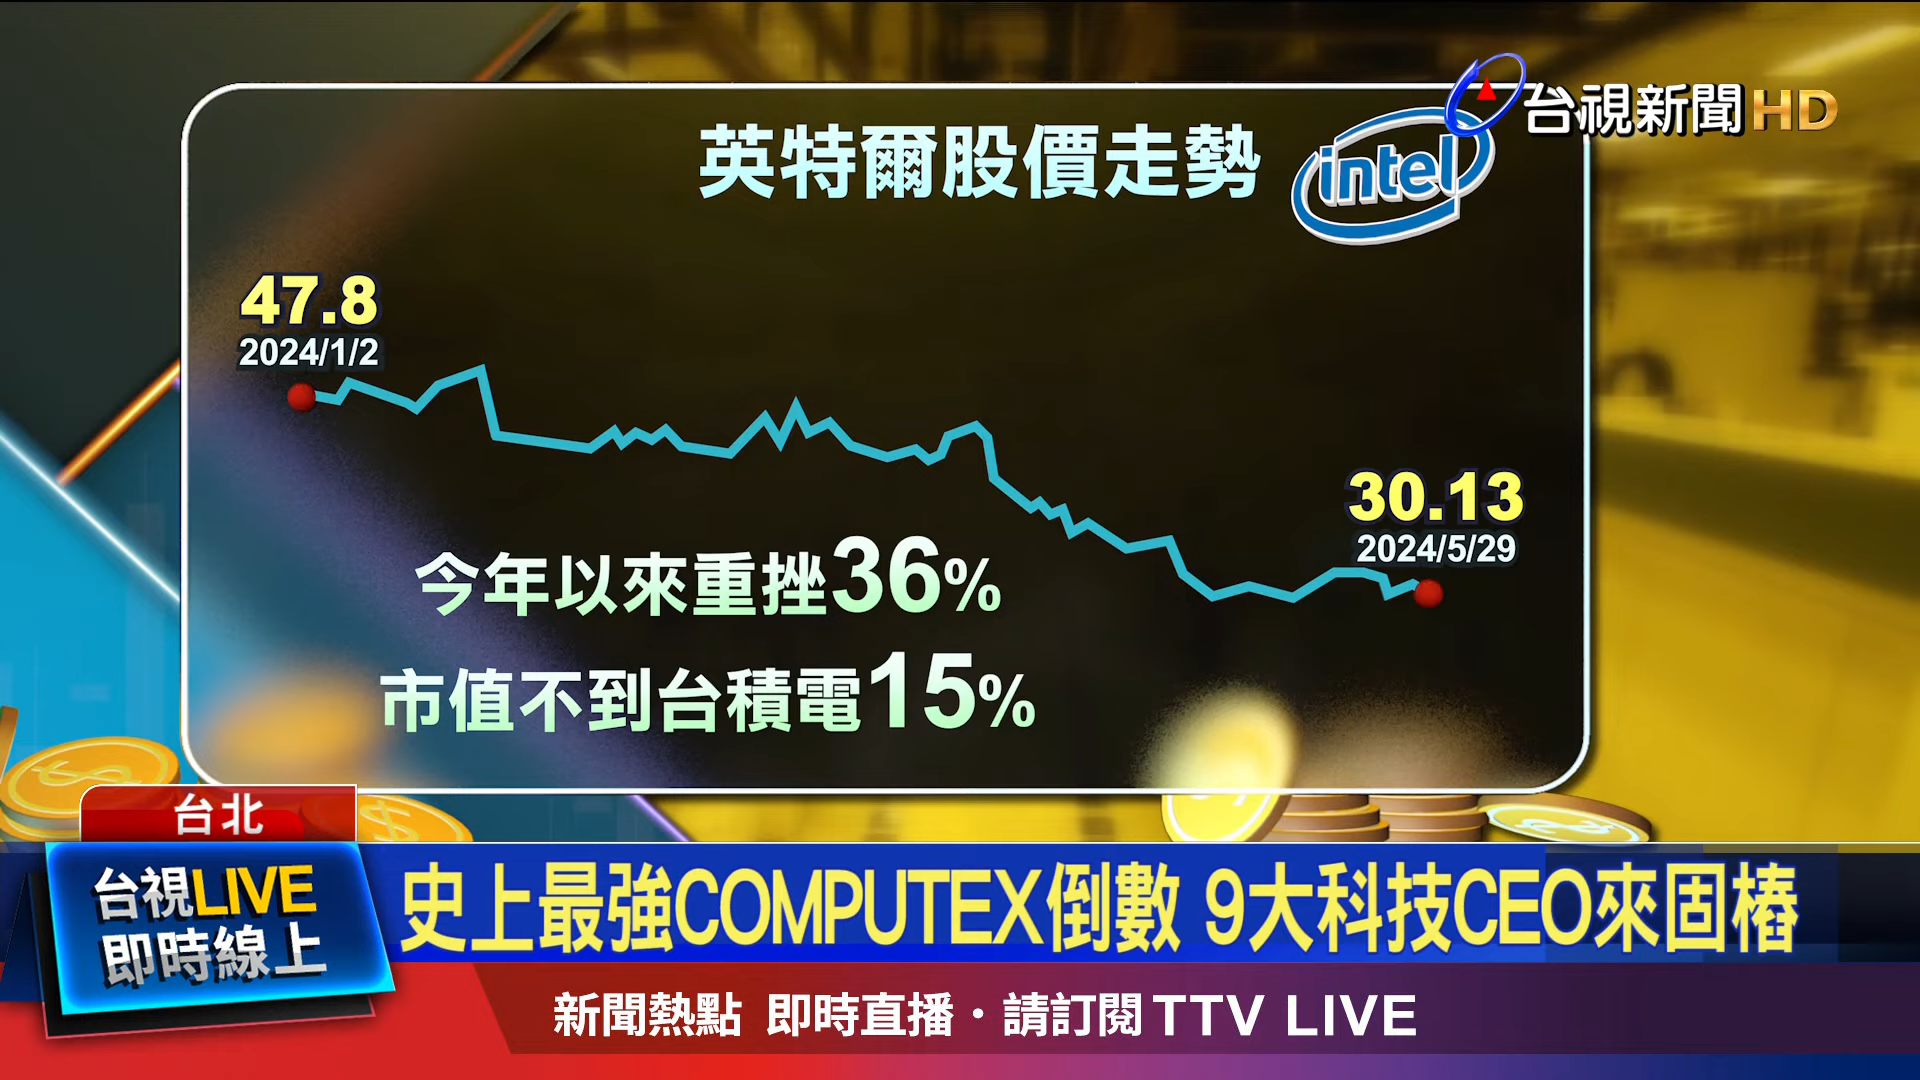 台視新聞HD
英特爾股價走勢
intel
47.8
2024/1/2
30.13
2024/5/29
今年以來重挫36%
市值不到台積電15%
台北
台視LIVE
即時線上
史上最強COMPUTEX倒數 9大科技CEO來固樁
新聞熱點 即時直播·請訂閱TTV LIVE